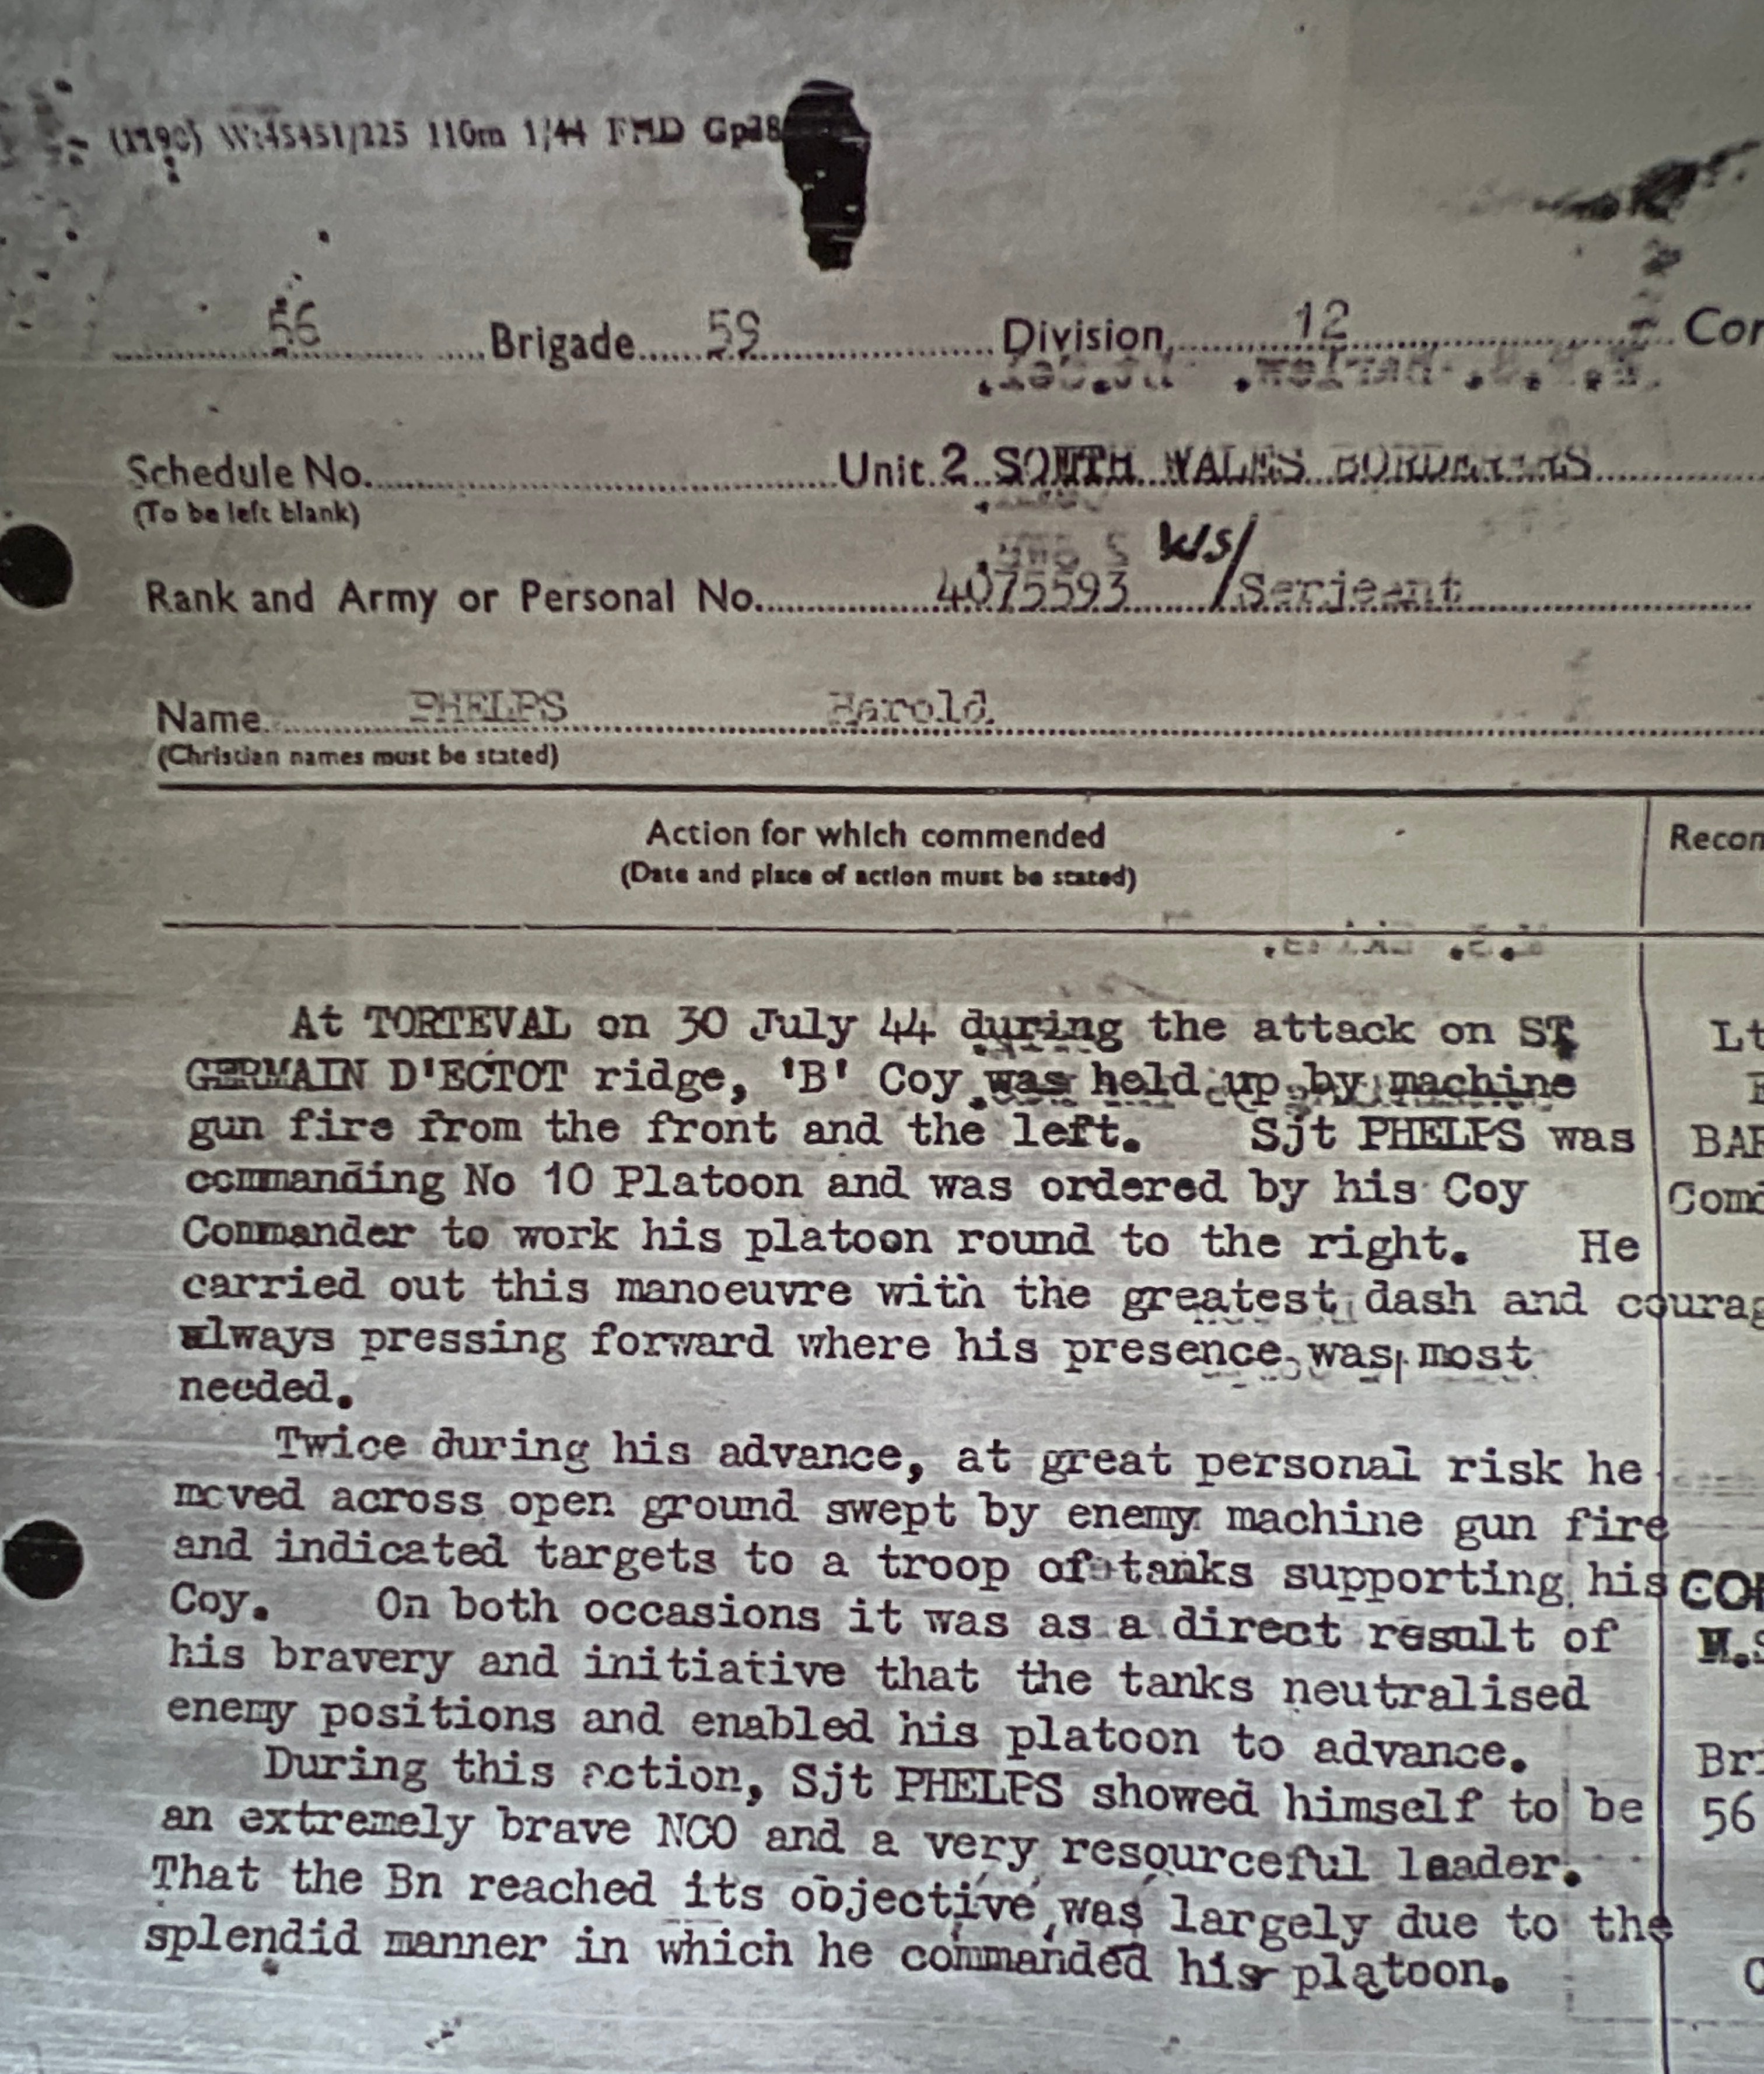 110m 1/44
56 Brigade 59 Division 12 Cor
Schedule No. Unit 2 SOUTH WALES BORDERERS
(To be left blank)
WS/
Rank and Army or Personal No. 4075593 Serjeant
Name PHELPS Harold
(Christian names must be stated)
Action for which commended
(Date and place of action must be stated)
Recom
At TORTEVAL on 30 July 44 during the attack on ST
GERMAIN D'ECTOT ridge, 'B' Coy was held up by machine
gun fire from the front and the left. Sjt PHELPS was
commanding No 10 Platoon and was ordered by his Coy
Commander to work his platoon round to the right. He
carried out this manoeuvre with the greatest dash and courag
always pressing forward where his presence was most
needed.
Twice during his advance, at great personal risk he
moved across open ground swept by enemy machine gun fire
and indicated targets to a troop of tanks supporting his
Coy. On both occasions it was as a direct result of
his bravery and initiative that the tanks neutralised
enemy positions and enabled his platoon to advance.
During this action, Sjt PHELPS showed himself to be
an extremely brave NCO and a very resourceful leader.
That the Bn reached its objective was largely due to the
splendid manner in which he commanded his platoon.
Lt
BAR
Comd
COM
M.S
Bri
56